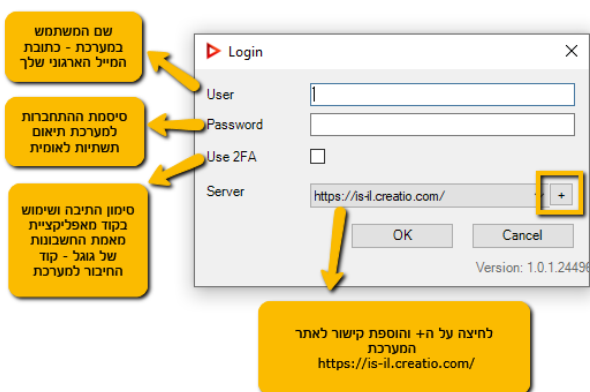 שם המשתמש
במערכת - כתובת
המייל הארגוני שלך
סיסמת ההתחברות
למערכת תיאום
תשתיות לאומית
סימון התיבה ושימוש
בקוד מאפליקציית
מאמת החשבונות
של גוגל - קוד
החיבור למערכת
Login
User
Password
Use 2FA
Server
https://is-il.creatio.com/
+
OK
Cancel
Version: 1.0.1.24496
לחיצה על ה+ והוספת קישור לאתר
המערכת
https://is-il.creatio.com/